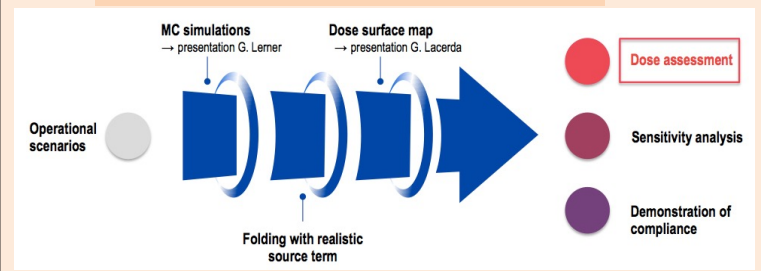 MC simulations
→ presentation G. Lerner
Dose surface map
→ presentation G. Lacerda
Operational
scenarios
Folding with realistic
source term
Dose assessment
Sensitivity analysis
Demonstration of
compliance